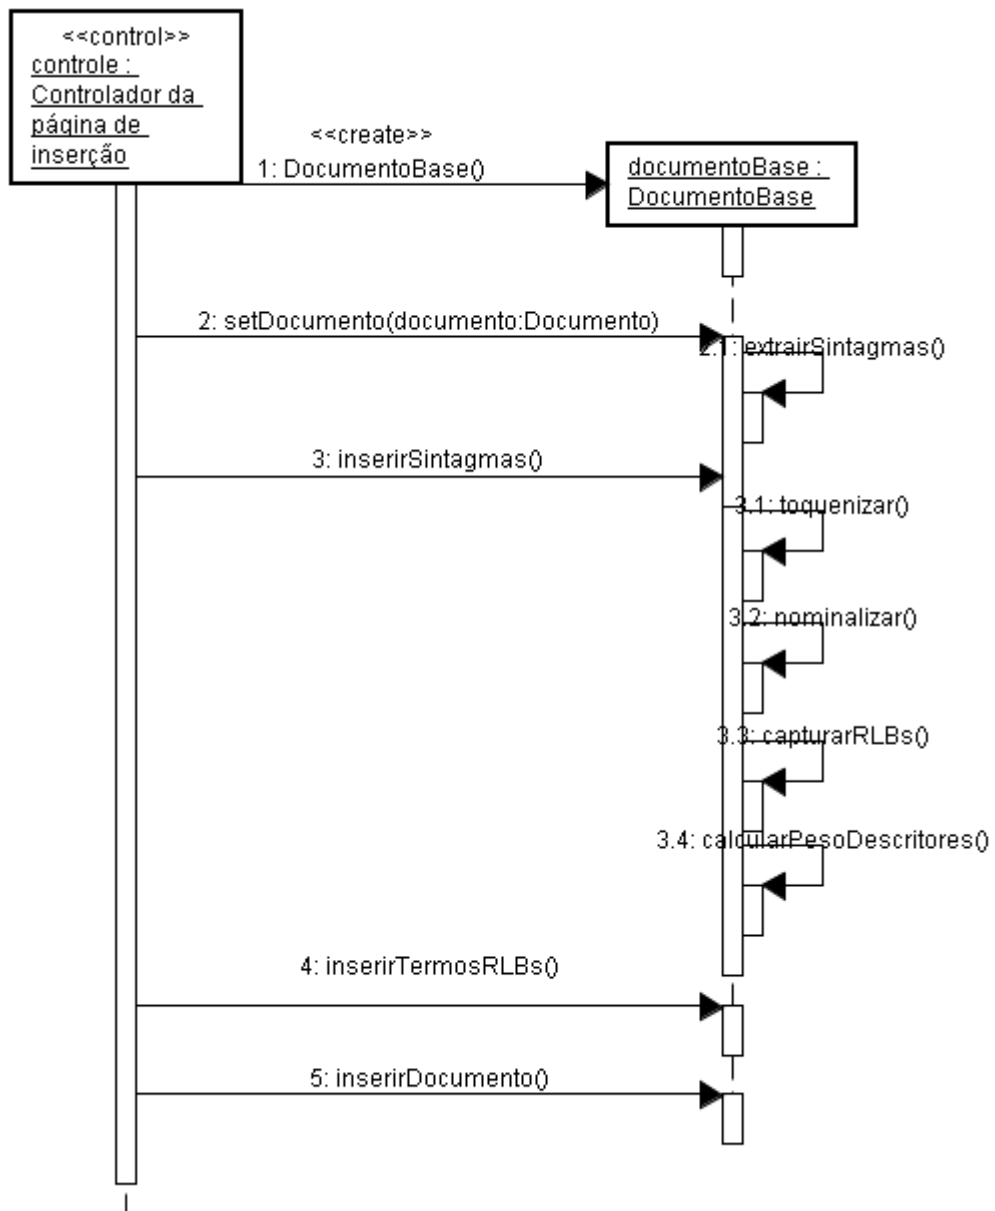 <<control>>
controle :
Controlador da
página de
inserção
<<create>>
1: DocumentoBase()
documentoBase :
DocumentoBase
2: setDocumento(documento:Documento)
2.1: extrairSintagmas()
3: inserirSintagmas()
3.1: toquenizar()
3.2: nominalizar()
3.3: capturarRLBs()
3.4: calcularPesoDescritores()
4: inserirTermosRLBs()
5: inserirDocumento()